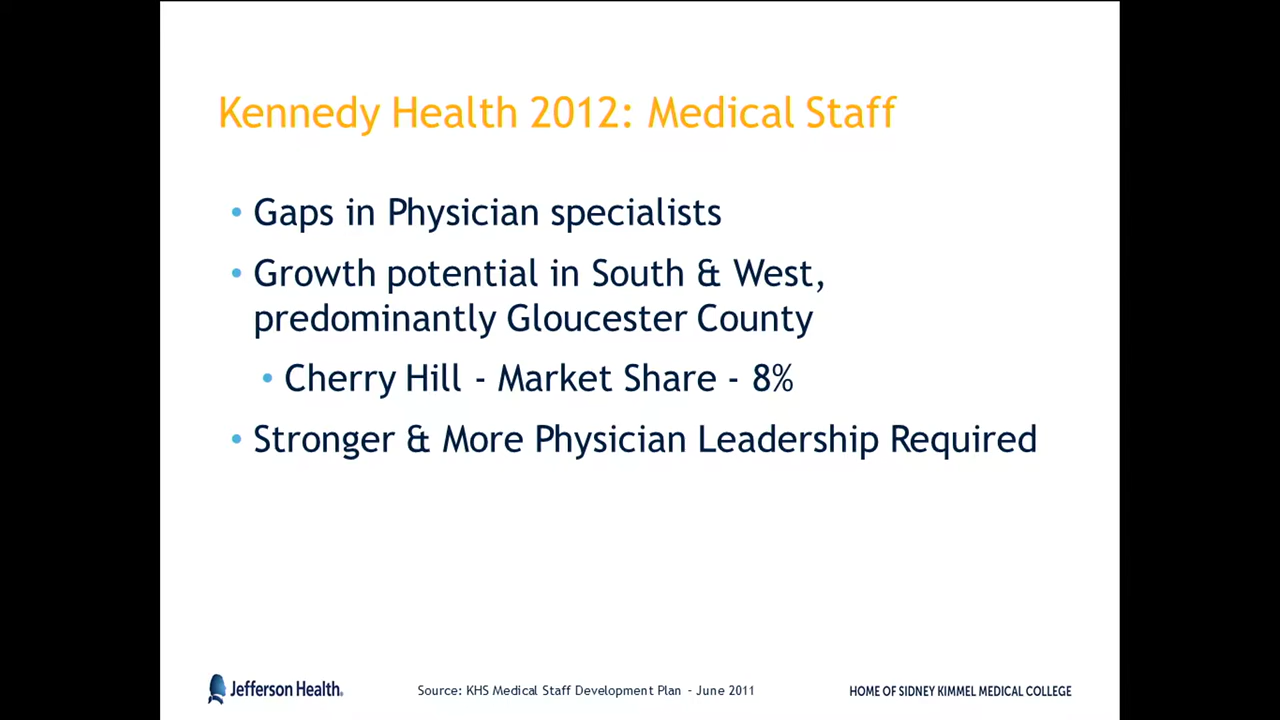 Kennedy Health 2012: Medical Staff
• Gaps in Physician specialists
• Growth potential in South & West,
predominantly Gloucester County
• Cherry Hill - Market Share - 8%
• Stronger & More Physician Leadership Required
Jefferson Health.
Source: KHS Medical Staff Development Plan - June 2011
HOME OF SIDNEY KIMMEL MEDICAL COLLEGE